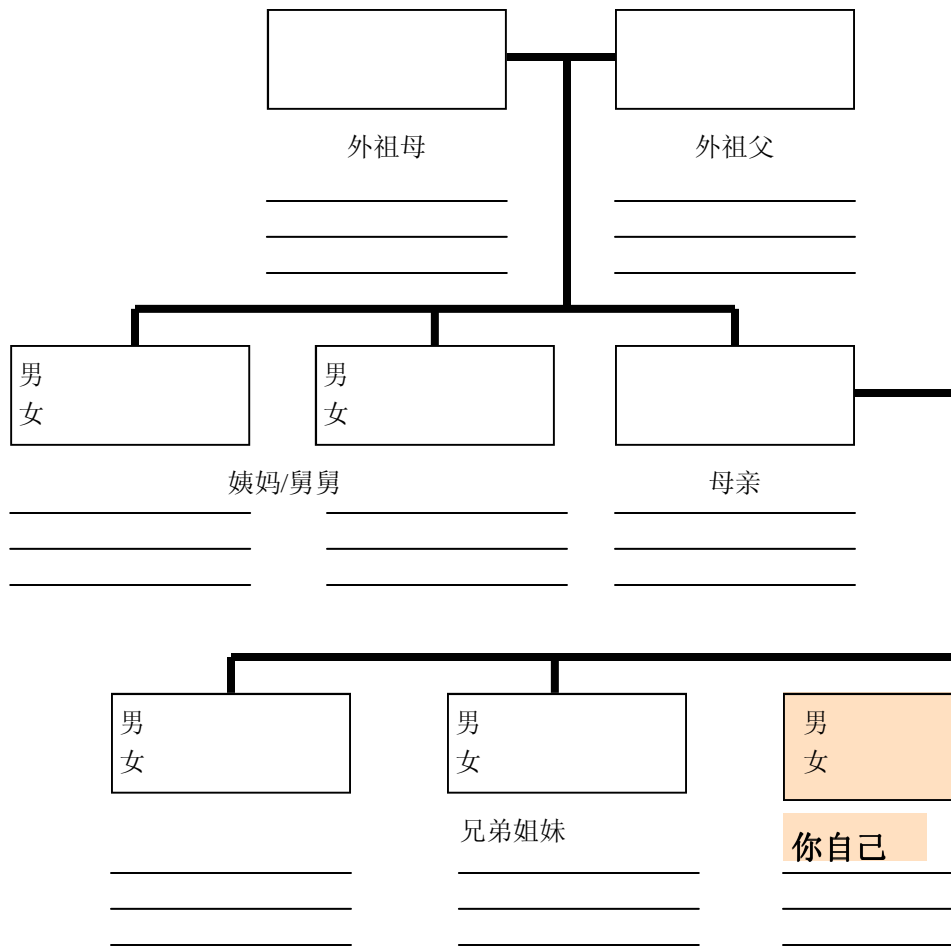 外祖母 外祖父
男 男
女 女
姨妈/舅舅 母亲
男 男 男
女 女 女
兄弟姐妹 你自己